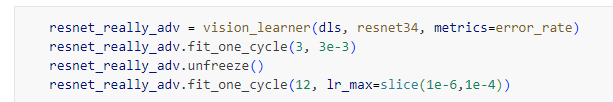 resnet_really_adv = vision_learner(dls, resnet34, metrics=error_rate)
resnet_really_adv.fit_one_cycle(3, 3e-3)
resnet_really_adv.unfreeze()
resnet_really_adv.fit_one_cycle(12, lr_max=slice(1e-6,1e-4))